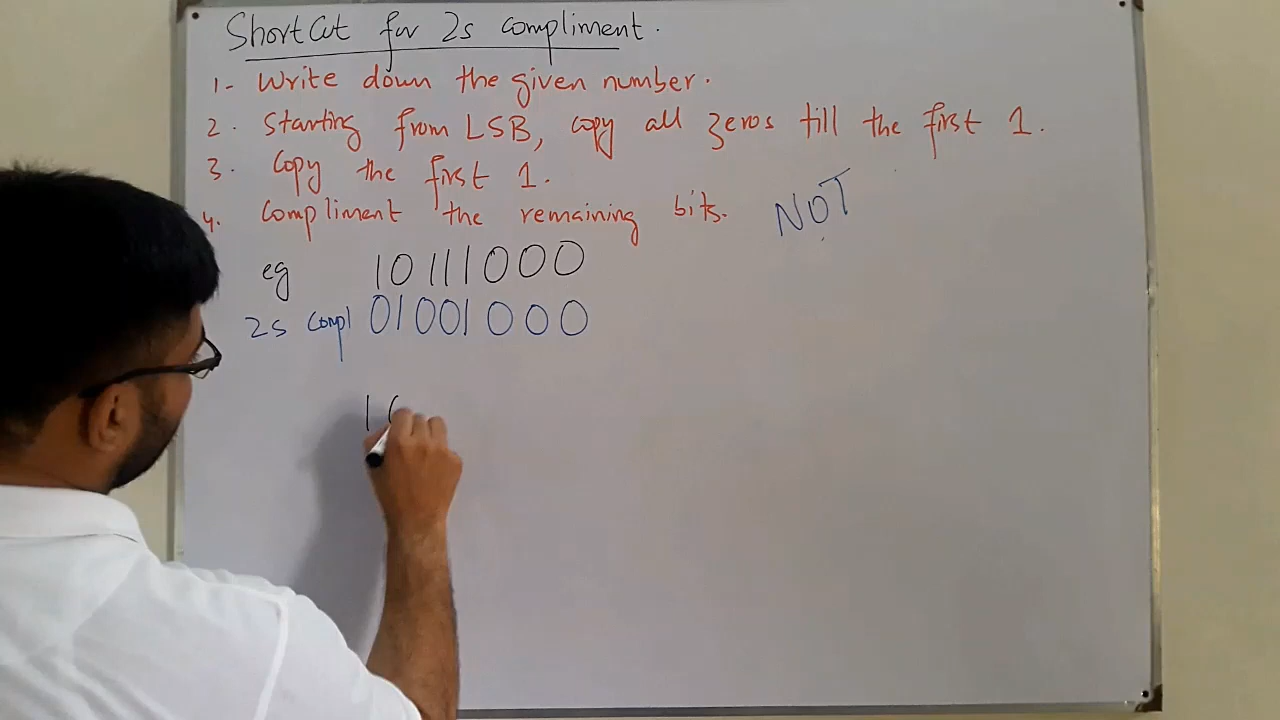 ShortCut for 2s compliment.
1- Write down the given number.
2. Starting from LSB, copy all zeros till the first 1.
3. Copy the first 1.
4. Compliment the remaining bits. NOT
eg 10111000
2s compl 01001000
1